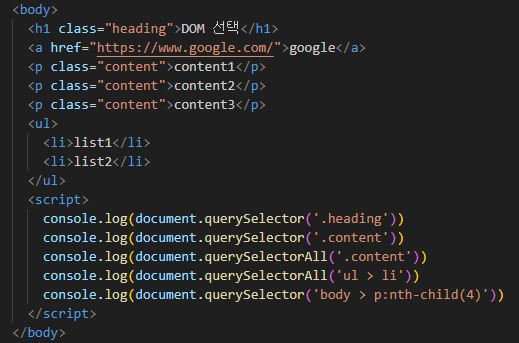 <body>
  <h1 class="heading">DOM 선택</h1>
  <a href="https://www.google.com/">google</a>
  <p class="content">content1</p>
  <p class="content">content2</p>
  <p class="content">content3</p>
  <ul>
    <li>list1</li>
    <li>list2</li>
  </ul>
  <script>
    console.log(document.querySelector('.heading'))
    console.log(document.querySelector('.content'))
    console.log(document.querySelectorAll('.content'))
    console.log(document.querySelectorAll('ul > li'))
    console.log(document.querySelector('body > p:nth-child(4)'))
  </script>
</body>